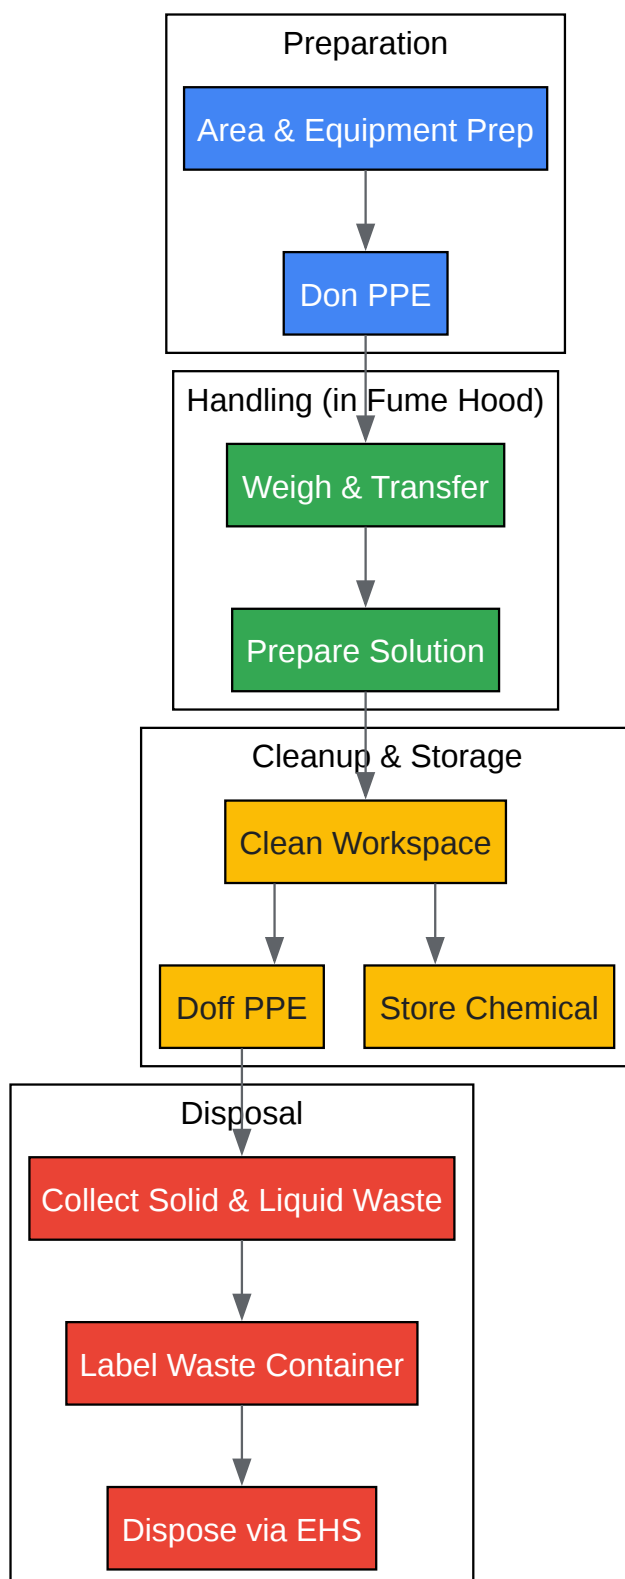 Preparation
Area & Equipment Prep
Don PPE
Handling (in Fume Hood)
Weigh & Transfer
Prepare Solution
Cleanup & Storage
Clean Workspace
Doff PPE
Store Chemical
Disposal
Collect Solid & Liquid Waste
Label Waste Container
Dispose via EHS